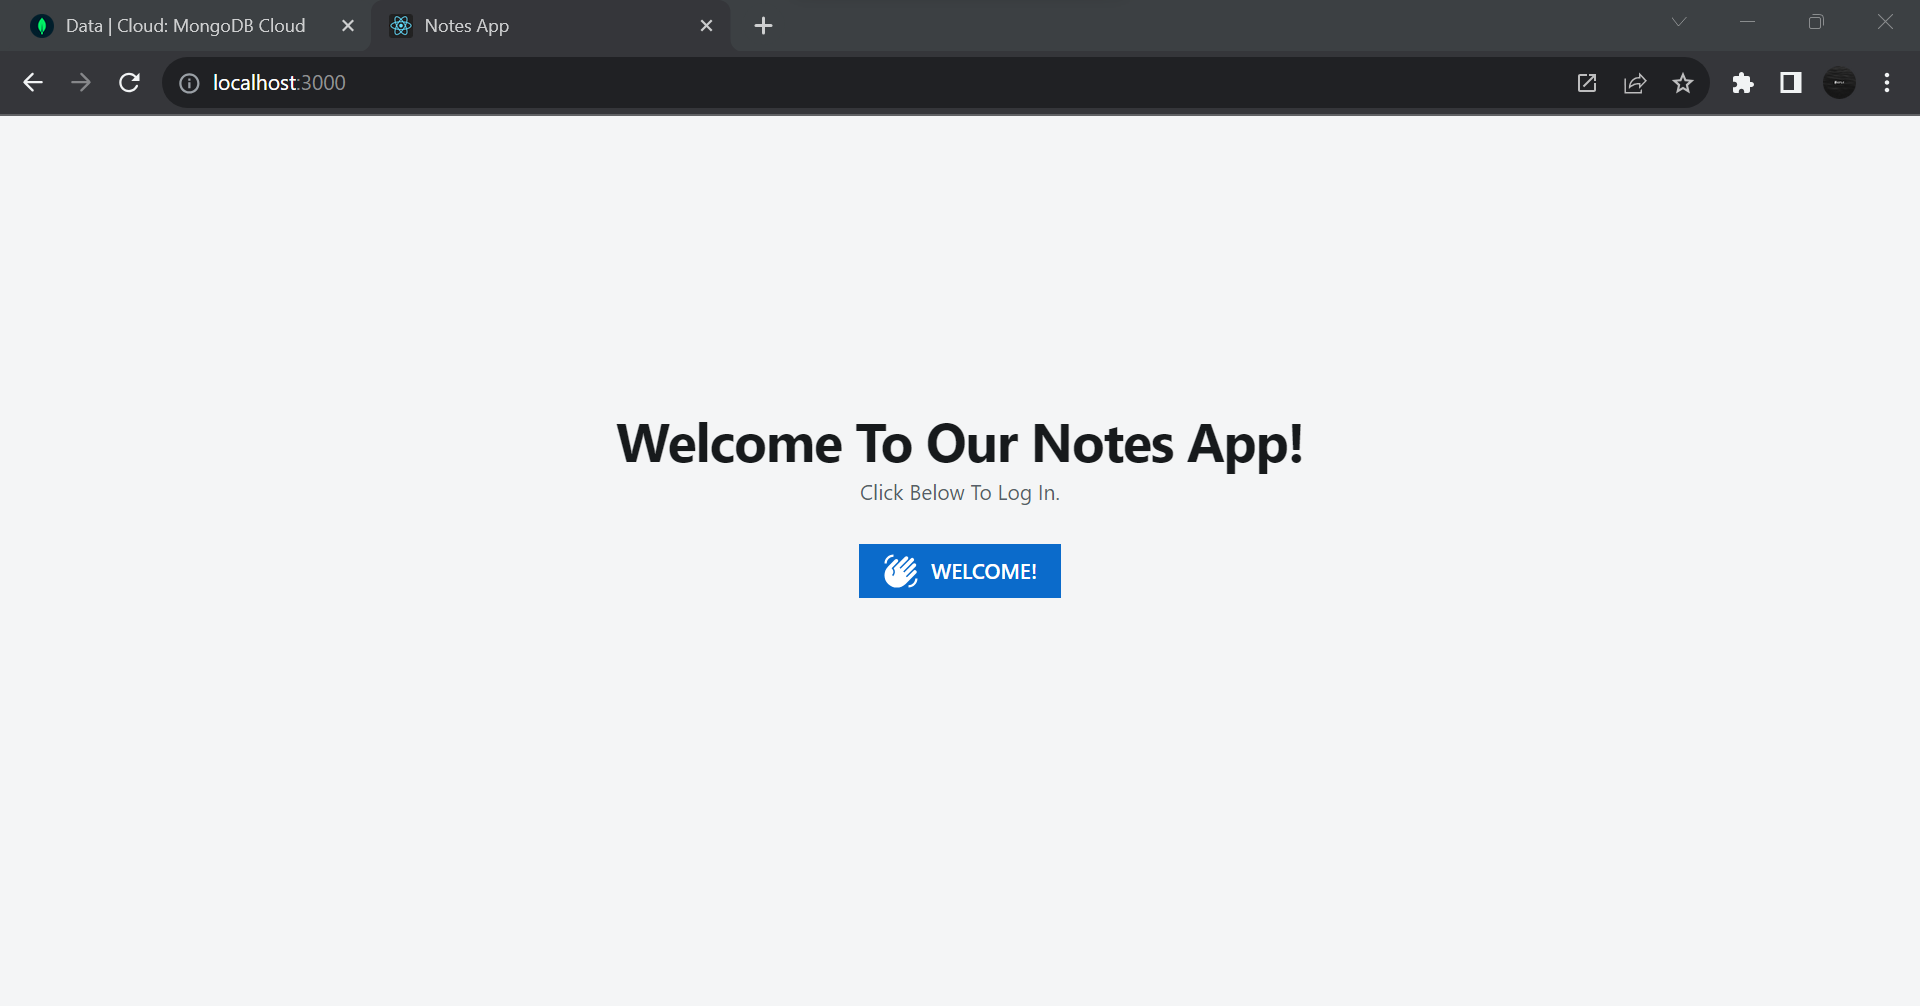 Data | Cloud: MongoDB Cloud
Notes App
localhost:3000
Welcome To Our Notes App!
Click Below To Log In.
WELCOME!